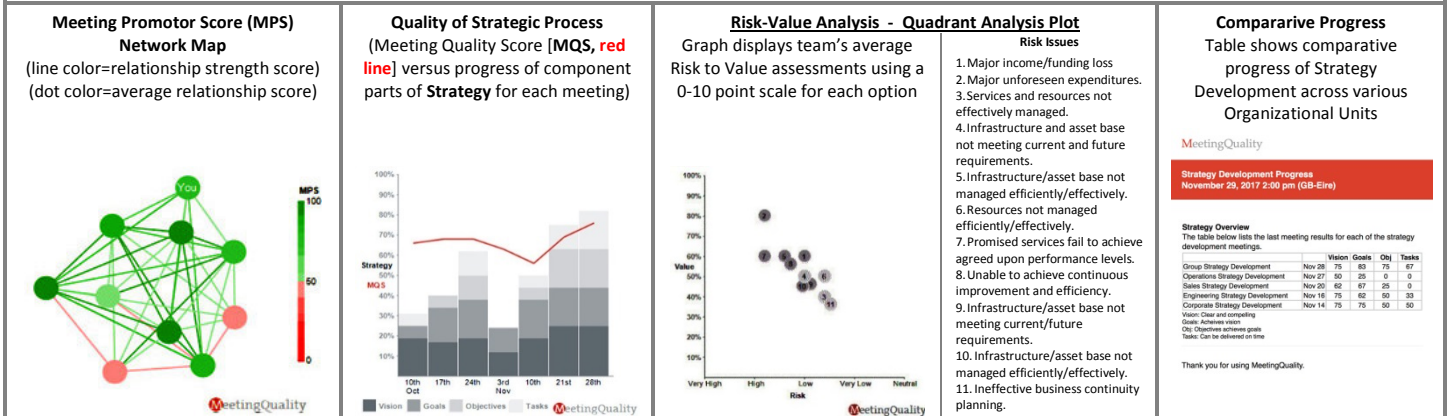 Meeting Promotor Score (MPS)
Network Map
(line color=relationship strength score)
(dot color=average relationship score)
You
MPS
100
50
0
MeetingQuality
Quality of Strategic Process
(Meeting Quality Score [MQS, red
line] versus progress of component
parts of Strategy for each meeting)
100%
90%
80%
70%
60%
Strategy
50%
MQS
40%
30%
20%
10%
10th Oct
17th
24th
3rd Nov
10th
21st
28th
Vision Goals Objectives Tasks MeetingQuality
Risk-Value Analysis - Quadrant Analysis Plot
Graph displays team’s average
Risk to Value assessments using a
0-10 point scale for each option
100%
90%
80%
70%
60%
Value
50%
40%
30%
20%
10%
2
1
6
3
11
Very High High Low Very Low Neutral
Risk
MeetingQuality
Risk Issues
1. Major income/funding loss
2. Major unforeseen expenditures.
3. Services and resources not
effectively managed.
4. Infrastructure and asset base
not meeting current and future
requirements.
5. Infrastructure/asset base not
managed efficiently/effectively.
6. Resources not managed
efficiently/effectively.
7. Promised services fail to achieve
agreed upon performance levels.
8. Unable to achieve continuous
improvement and efficiency.
9. Infrastructure/asset base not
meeting current/future
requirements.
10. Infrastructure/asset base not
managed efficiently/effectively.
11. Ineffective business continuity
planning.
Compararive Progress
Table shows comparative
progress of Strategy
Development across various
Organizational Units
MeetingQuality
Strategy Development Progress
November 29, 2017 2:00 pm (GB-Eire)
Strategy Overview
The table below lists the last meeting results for each of the strategy
development meetings.
Vision Goals Obj Tasks
Group Strategy Development Nov 28 75 83 75 67
Operations Strategy Development Nov 27 50 25 0 0
Sales Strategy Development Nov 20 62 67 25 0
Engineering Strategy Development Nov 16 75 62 50 33
Corporate Strategy Development Nov 14 75 75 50 50
Vision: Clear and compelling
Goals: Acheives vision
Obj: Objectives achieves goals
Tasks: Can be delivered on time
Thank you for using MeetingQuality.